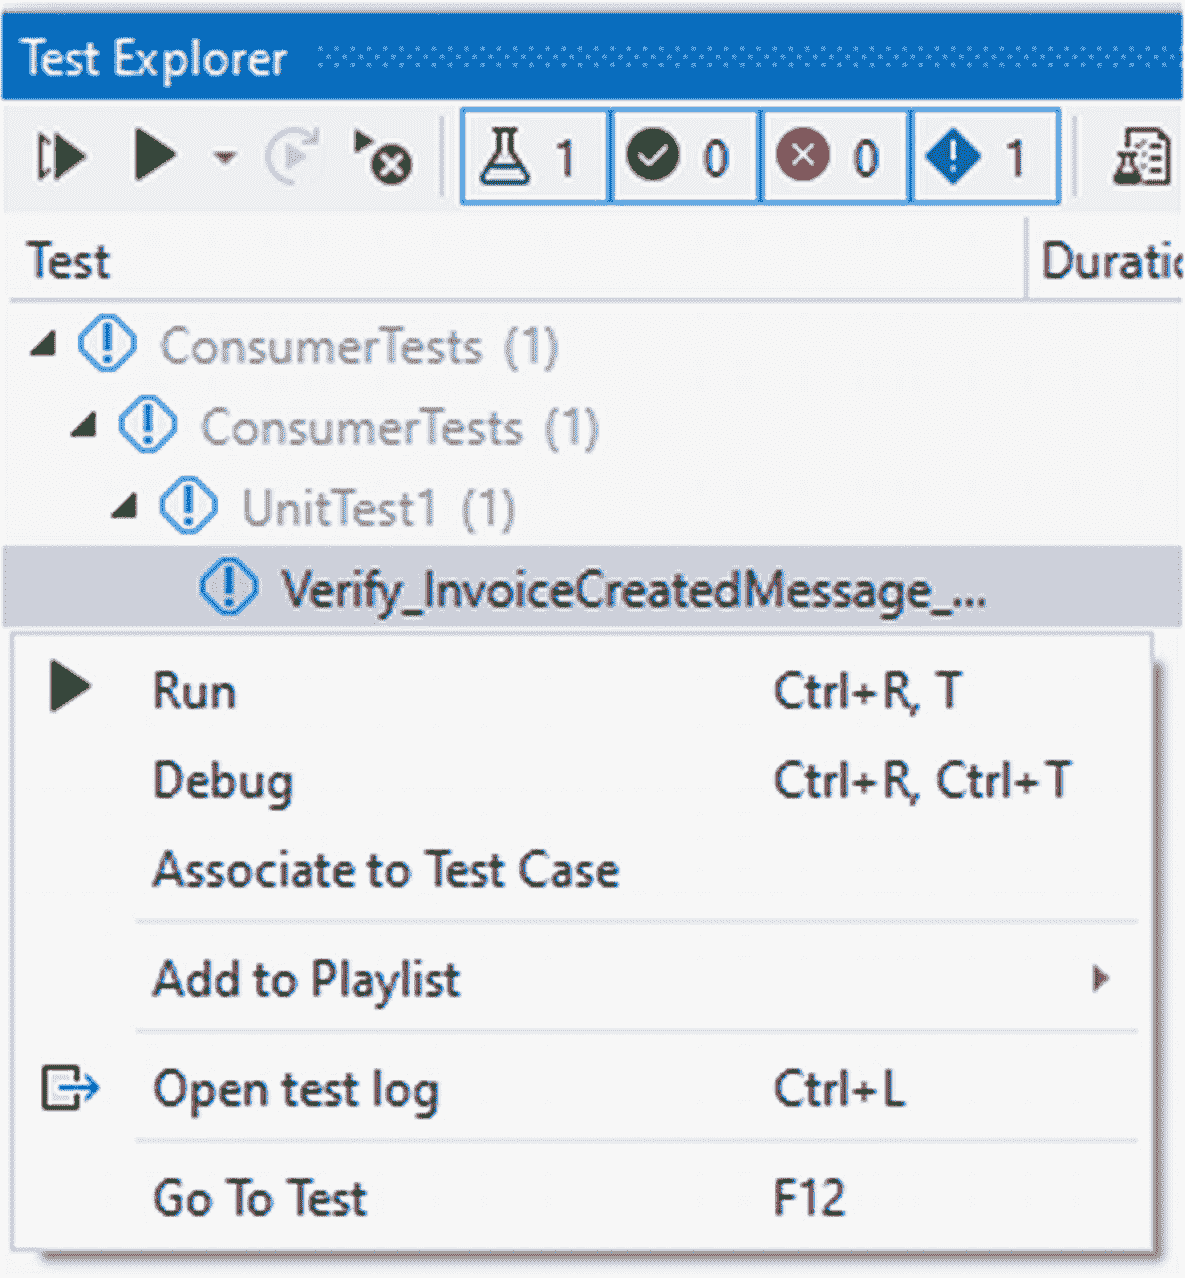 Test Explorer
1 0 0 1
Test Duratio
ConsumerTests (1)
ConsumerTests (1)
UnitTest1 (1)
Verify_InvoiceCreatedMessage_...
Run Ctrl+R, T
Debug Ctrl+R, Ctrl+T
Associate to Test Case
Add to Playlist
Open test log Ctrl+L
Go To Test F12